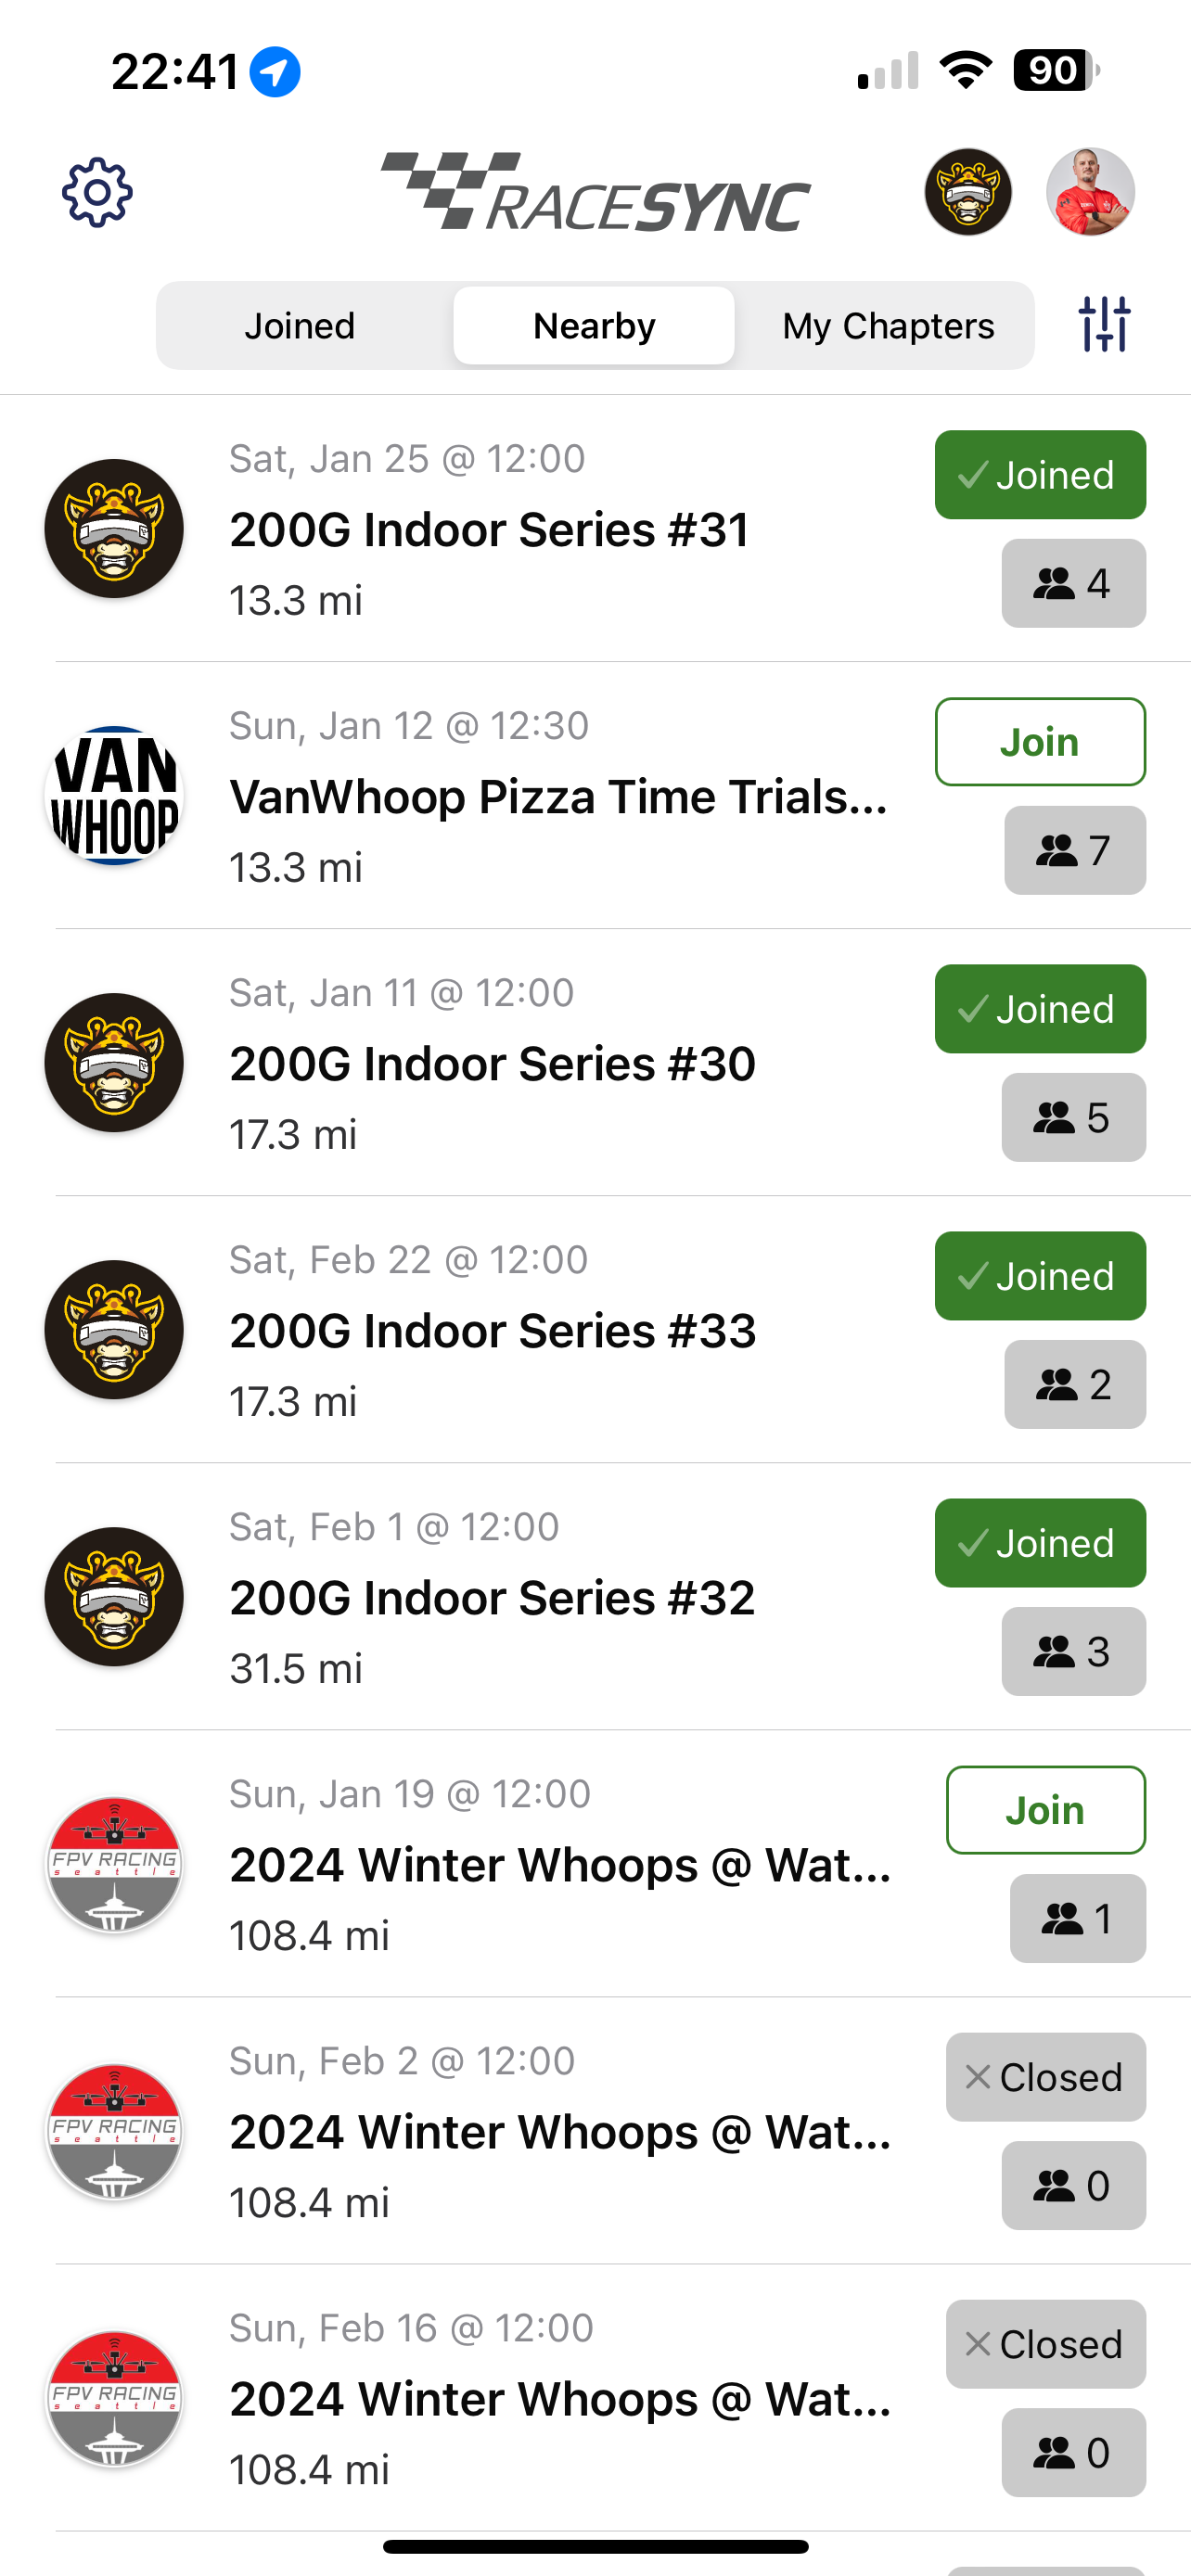 22:41
90
RACESYNC
Joined
Nearby
My Chapters
Sat, Jan 25 @ 12:00
200G Indoor Series #31
13.3 mi
Joined
4
VAN
WHOOP
Sun, Jan 12 @ 12:30
VanWhoop Pizza Time Trials...
13.3 mi
Join
7
Sat, Jan 11 @ 12:00
200G Indoor Series #30
17.3 mi
Joined
5
Sat, Feb 22 @ 12:00
200G Indoor Series #33
17.3 mi
Joined
2
Sat, Feb 1 @ 12:00
200G Indoor Series #32
31.5 mi
Joined
3
FPV RACING
seattle
Sun, Jan 19 @ 12:00
2024 Winter Whoops @ Wat...
108.4 mi
Join
1
FPV RACING
seattle
Sun, Feb 2 @ 12:00
2024 Winter Whoops @ Wat...
108.4 mi
Closed
0
FPV RACING
seattle
Sun, Feb 16 @ 12:00
2024 Winter Whoops @ Wat...
108.4 mi
Closed
0